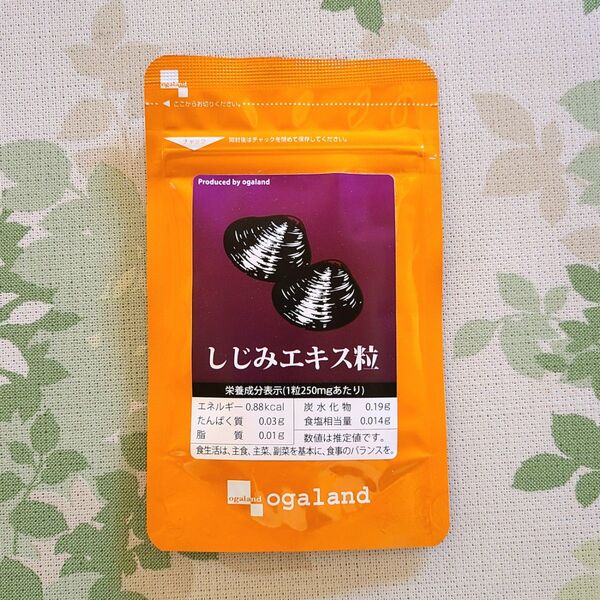 ogaland
ここからお切りください。
チャック
開封後はチャックを閉めて保存してください。
Produced by ogaland
しじみエキス粒
栄養成分表示(1粒250mgあたり)
エネルギー 0.88kcal 炭水化物 0.19g
たんぱく質 0.03g 食塩相当量 0.014g
脂質 0.01g 数値は推定値です。
食生活は、主食、主菜、副菜を基本に、食事のバランスを。
ogaland ogaland